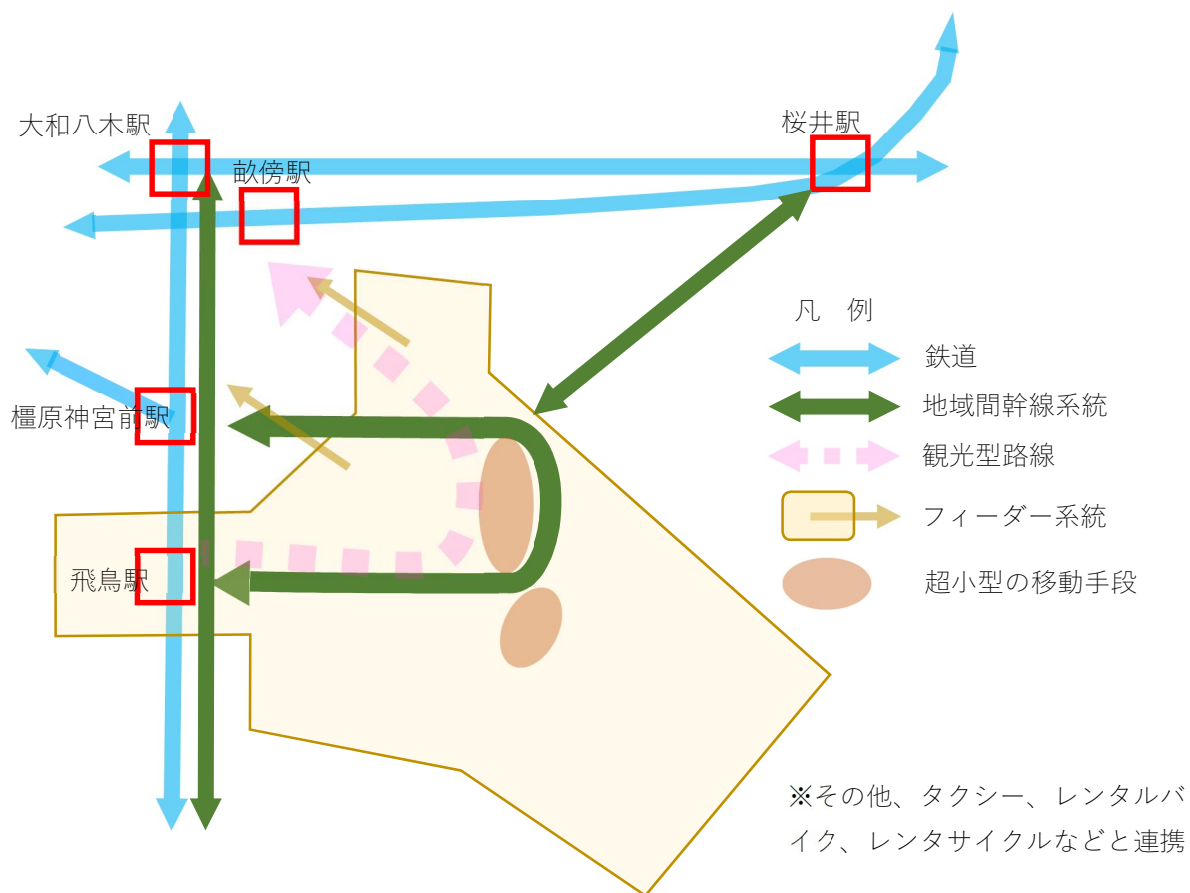 大和八木駅
畝傍駅
桜井駅
橿原神宮前駅
飛鳥駅
凡　例
鉄道
地域間幹線系統
観光型路線
フィーダー系統
超小型の移動手段
※その他、タクシー、レンタルバ
イク、レンタサイクルなどと連携